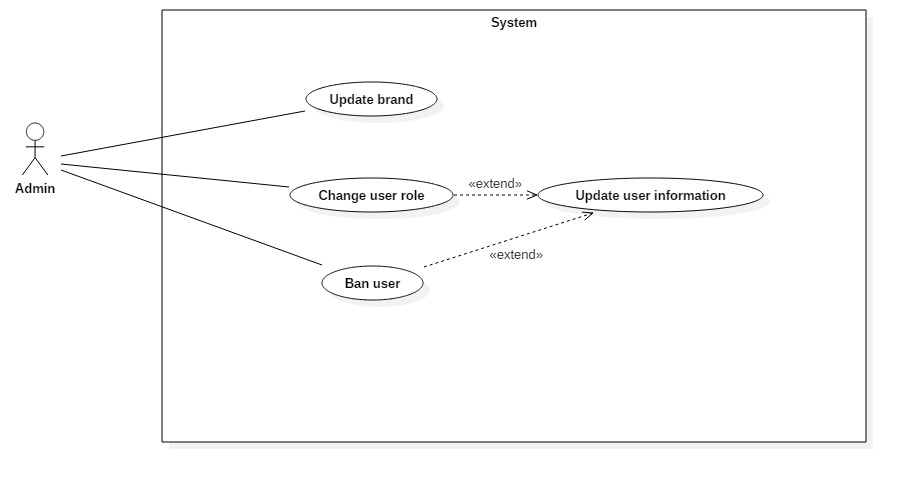 System
Update brand
Admin
Change user role
«extend»
Update user information
«extend»
Ban user